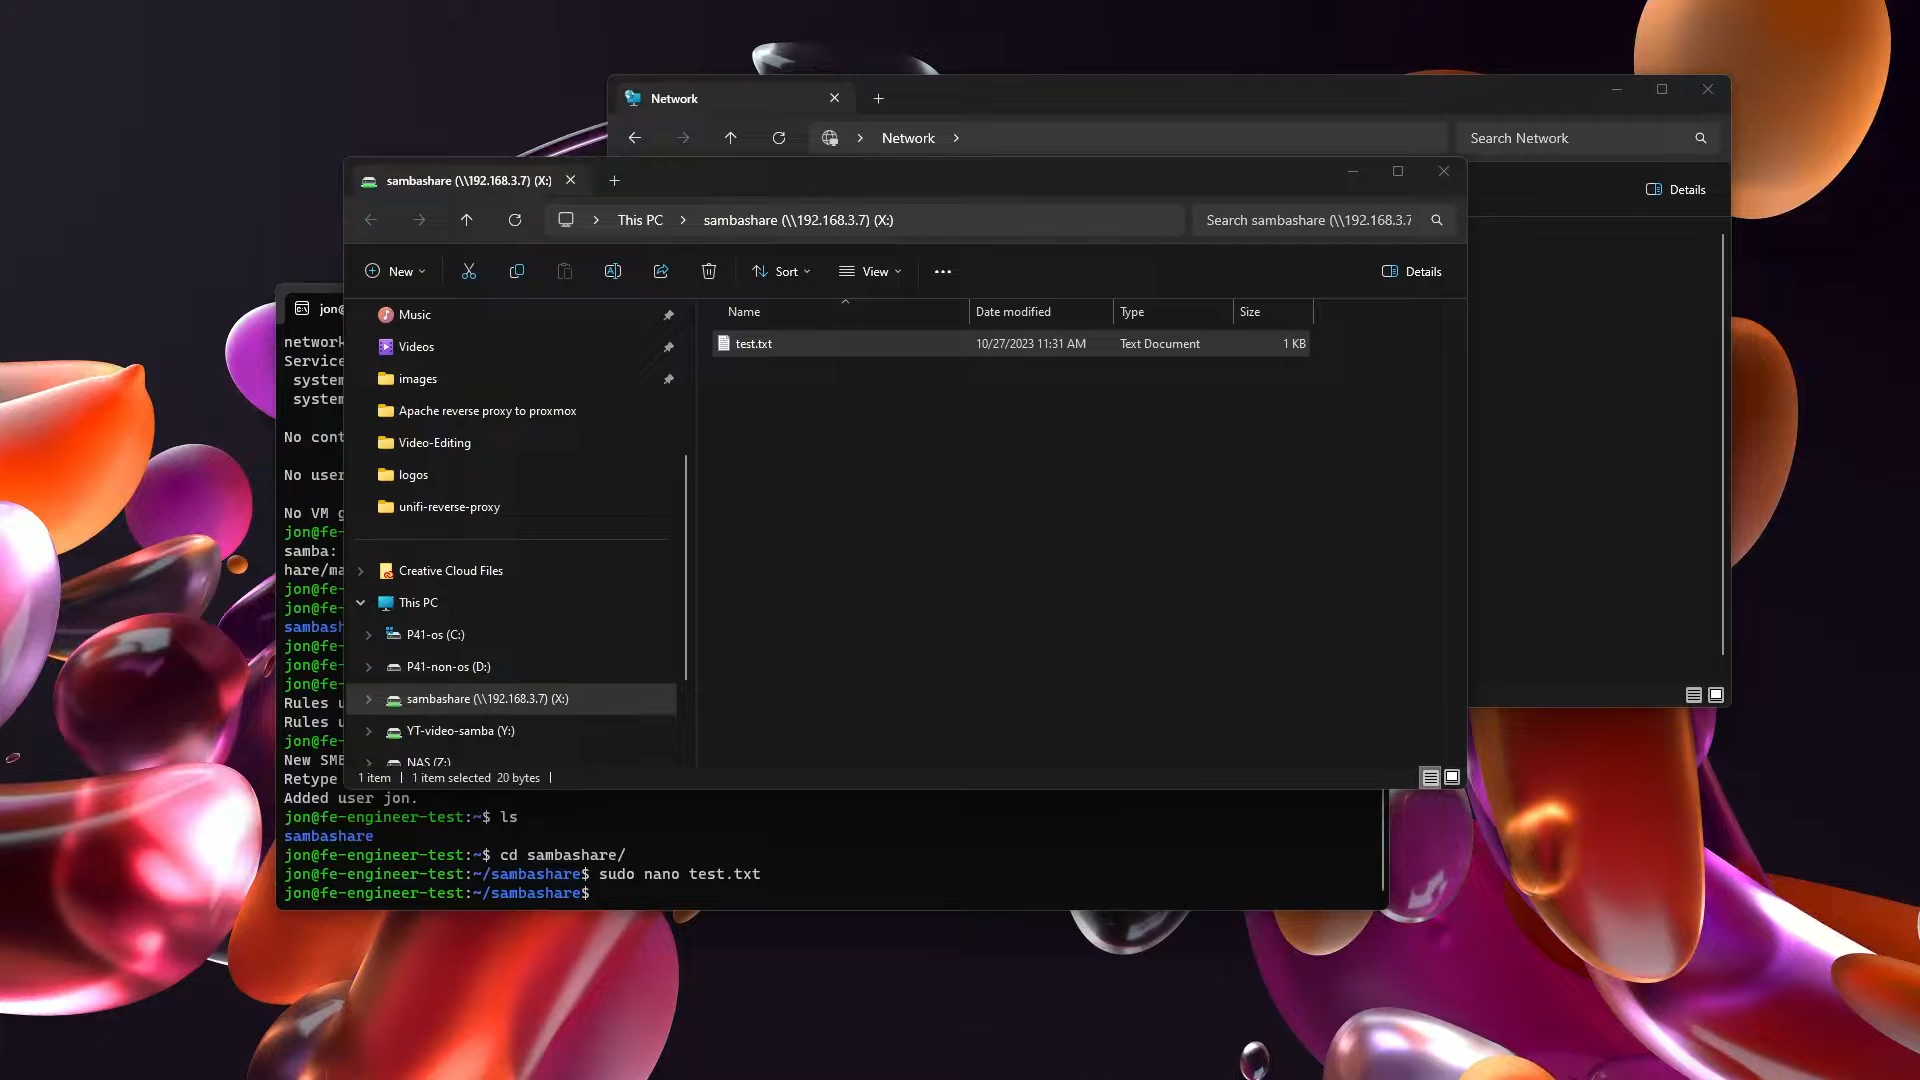 Network
Network
Search Network
Details
sambashare (\\192.168.3.7) (X:)
This PC
sambashare (\\192.168.3.7) (X:)
Search sambashare (\\192.168.3.7
New
Sort
View
Details
Music
Videos
images
Apache reverse proxy to proxmox
Video-Editing
logos
unifi-reverse-proxy
Creative Cloud Files
This PC
P41-os (C:)
P41-non-os (D:)
sambashare (\\192.168.3.7) (X:)
YT-video-samba (Y:)
NAS (Z:)
Name Date modified Type Size
test.txt 10/27/2023 11:31 AM Text Document 1 KB
1 item 1 item selected 20 bytes
jon@
network
Service
system
system
No cont
No user
No VM g
jon@fe-
samba:
hare/ma
jon@fe-
jon@fe-
sambash
jon@fe-
jon@fe-
jon@fe-
Rules u
Rules u
jon@fe-
New SMB
Retype
Added user jon.
jon@fe-engineer-test:~$ ls
sambashare
jon@fe-engineer-test:~$ cd sambashare/
jon@fe-engineer-test:~/sambashare$ sudo nano test.txt
jon@fe-engineer-test:~/sambashare$